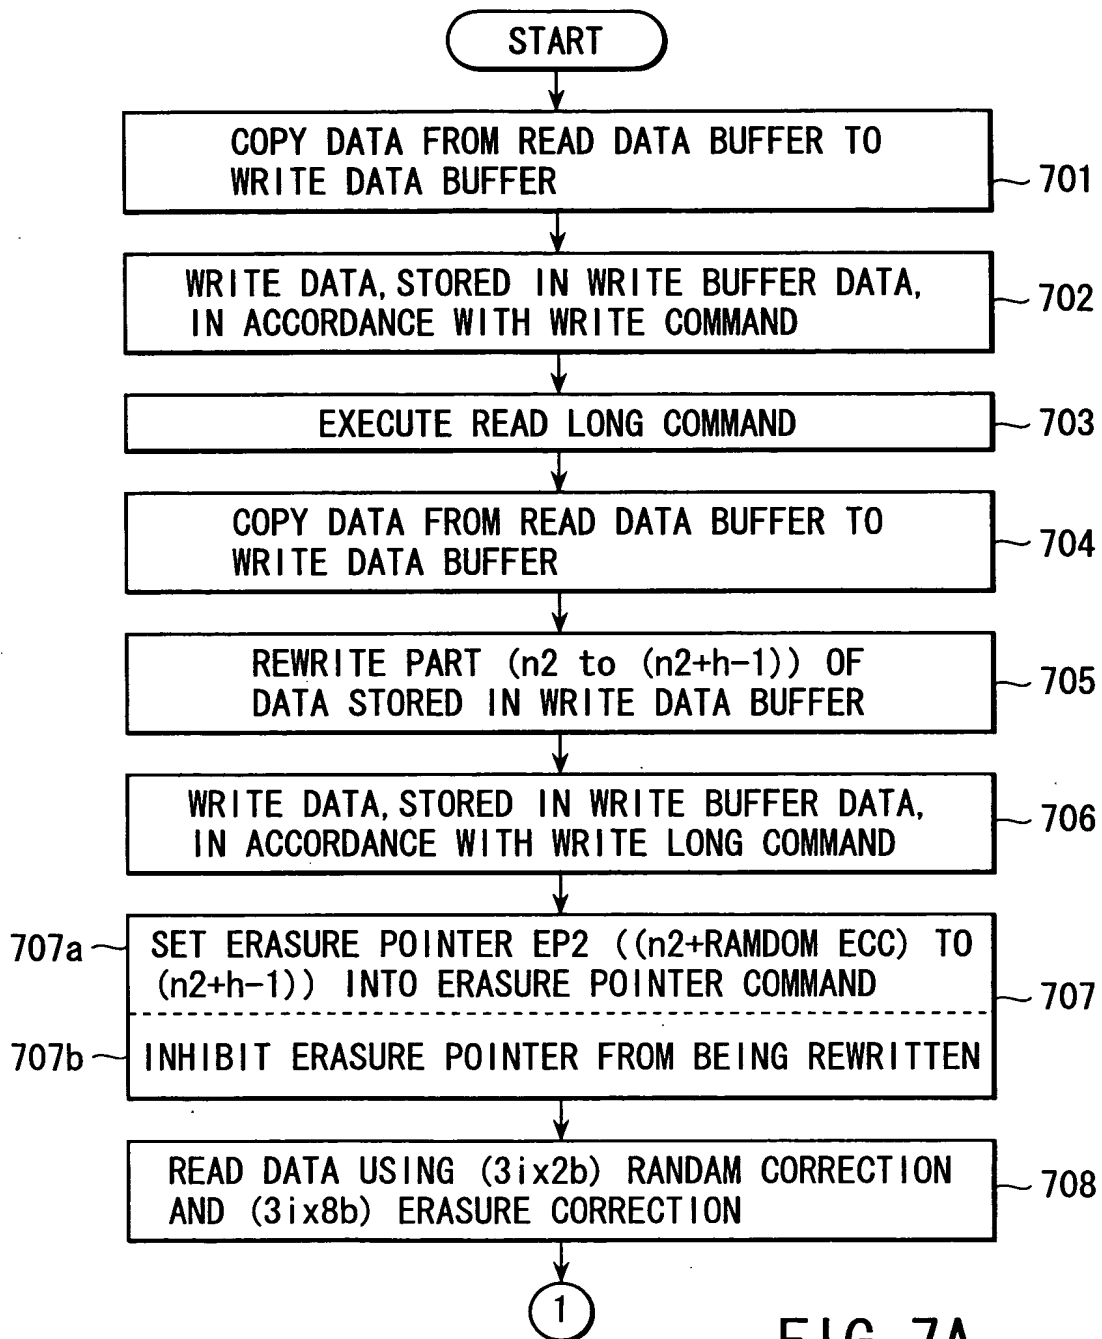 START
COPY DATA FROM READ DATA BUFFER TO
WRITE DATA BUFFER
701
WRITE DATA, STORED IN WRITE BUFFER DATA,
IN ACCORDANCE WITH WRITE COMMAND
702
EXECUTE READ LONG COMMAND
703
COPY DATA FROM READ DATA BUFFER TO
WRITE DATA BUFFER
704
REWRITE PART (n2 to (n2+h-1)) OF
DATA STORED IN WRITE DATA BUFFER
705
WRITE DATA, STORED IN WRITE BUFFER DATA,
IN ACCORDANCE WITH WRITE LONG COMMAND
706
707a
SET ERASURE POINTER EP2 ((n2+RAMDOM ECC) TO
(n2+h-1)) INTO ERASURE POINTER COMMAND
707
707b
INHIBIT ERASURE POINTER FROM BEING REWRITTEN
READ DATA USING (3ix2b) RANDAM CORRECTION
AND (3ix8b) ERASURE CORRECTION
708
1
FIG. 7A